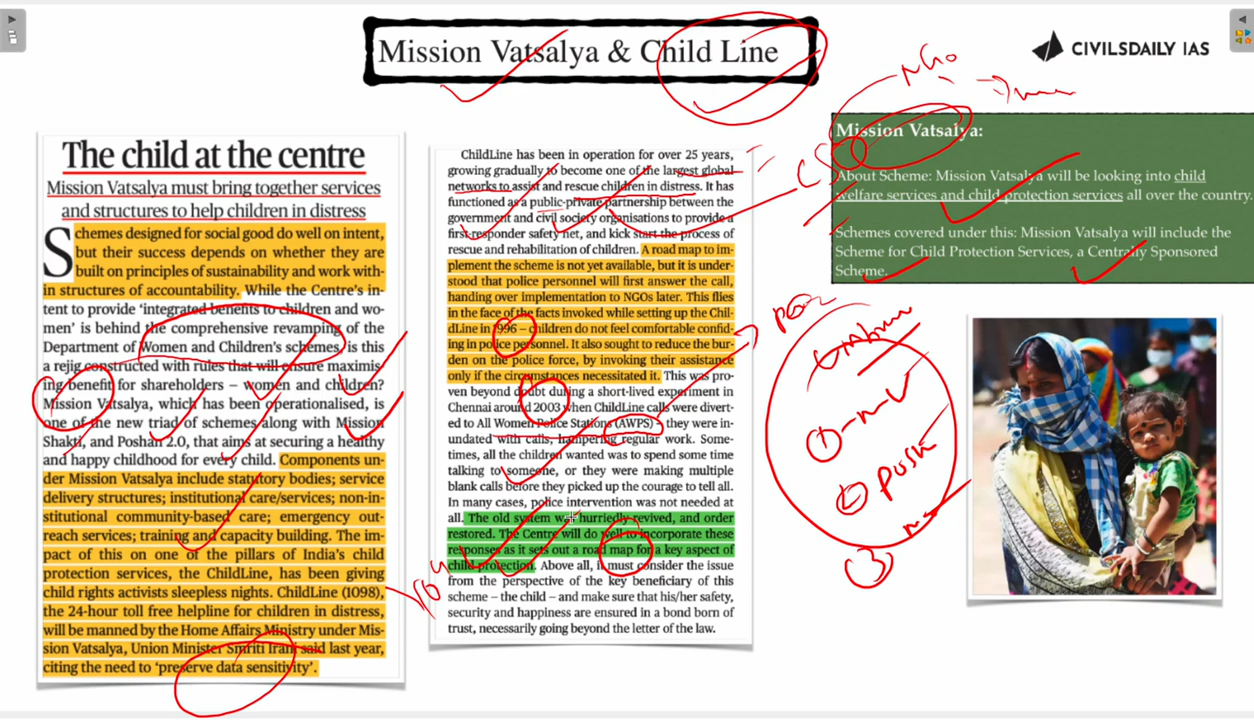 Mission Vatsalya & Child Line
CIVILSDAILY IAS
The child at the centre
Mission Vatsalya must bring together services
and structures to help children in distress
Schemes designed for social good do well on intent,
but their success depends on whether they are
built on principles of sustainability and work with-
in structures of accountability. While the Centre's in-
tent to provide 'integrated benefits to children and wo-
men' is behind the comprehensive revamping of the
Department of Women and Children's schemes, is this
a rejig constructed with rules that will ensure maximis-
ing benefit for shareholders – women and children?
Mission Vatsalya, which has been operationalised, is
one of the new triad of schemes along with Mission
Shakti, and Poshan 2.0, that aims at securing a healthy
and happy childhood for every child. Components un-
der Mission Vatsalya include statutory bodies; service
delivery structures; institutional care/services; non-in-
stitutional community-based care; emergency out-
reach services; training and capacity building. The im-
pact of this on one of the pillars of India's child
protection services, the ChildLine, has been giving
child rights activists sleepless nights. ChildLine (1098),
the 24-hour toll free helpline for children in distress,
will be manned by the Home Affairs Ministry under Mis-
sion Vatsalya, Union Minister Smriti Irani said last year,
citing the need to 'preserve data sensitivity'.
ChildLine has been in operation for over 25 years,
growing gradually to become one of the largest global
networks to assist and rescue children in distress. It has
functioned as a public-private partnership between the
government and civil society organisations to provide a
first-responder safety net, and kick start the process of
rescue and rehabilitation of children. A road map to im-
plement the scheme is not yet available, but it is under-
stood that police personnel will first answer the call,
handing over implementation to NGOs later. This flies
in the face of the facts invoked while setting up the Chi-
ldLine in 1996 – children do not feel comfortable confid-
ing in police personnel. It also sought to reduce the bur-
den on the police force, by invoking their assistance
only if the circumstances necessitated it. This was pro-
ven beyond doubt during a short-lived experiment in
Chennai around 2003 when ChildLine calls were divert-
ed to All Women Police Stations (AWPS) – they were in-
undated with calls, hampering regular work. Some-
times, all the children wanted was to spend some time
talking to someone, or they were making multiple
blank calls before they picked up the courage to tell all.
In many cases, police intervention was not needed at
all. The old system was hurriedly revived, and order
restored. The Centre will do well to incorporate these
responses as it sets out a road map for a key aspect of
child protection. Above all, it must consider the issue
from the perspective of the key beneficiary of this
scheme – the child – and make sure that his/her safety,
security and happiness are ensured in a bond born of
trust, necessarily going beyond the letter of the law.
NGO
Mission Vatsalya:
About Scheme: Mission Vatsalya will be looking into child
welfare services and child protection services all over the country.
Schemes covered under this: Mission Vatsalya will include the
Scheme for Child Protection Services, a Centrally Sponsored
Scheme.
① - M V
②
③